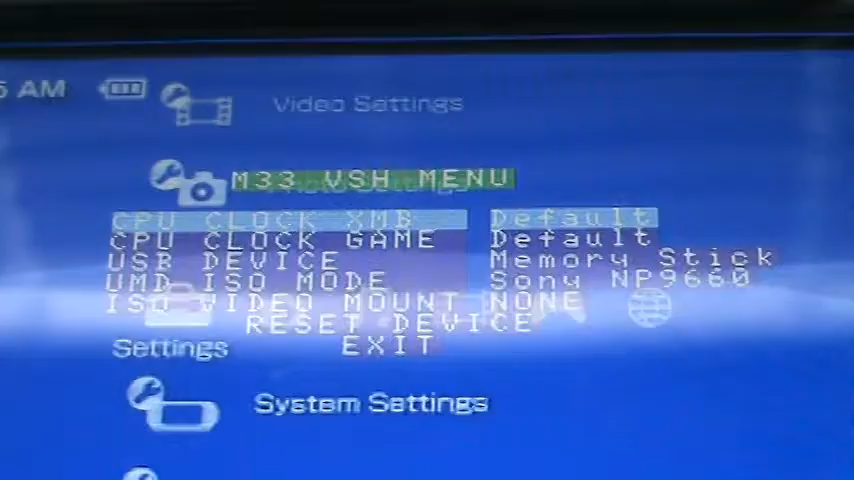 5 AM
Video Settings
M33 VSH MENU
CPU CLOCK XMB Default
CPU CLOCK GAME Default
USB DEVICE Memory Stick
UMD ISO MODE Sony NP9660
ISO VIDEO MOUNT NONE
RESET DEVICE
EXIT
Settings
System Settings